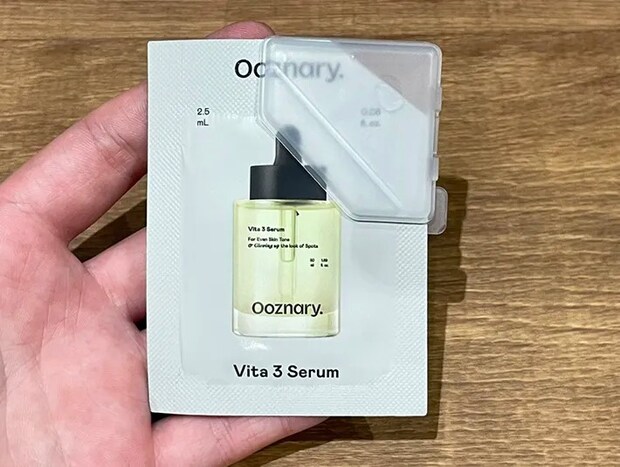 Ooznary.
2.5
mL
0.08
fl. oz.
Vita 3 Serum
For Even Skin Tone
& Clearing up the look of Spots
Ooznary.
Vita 3 Serum